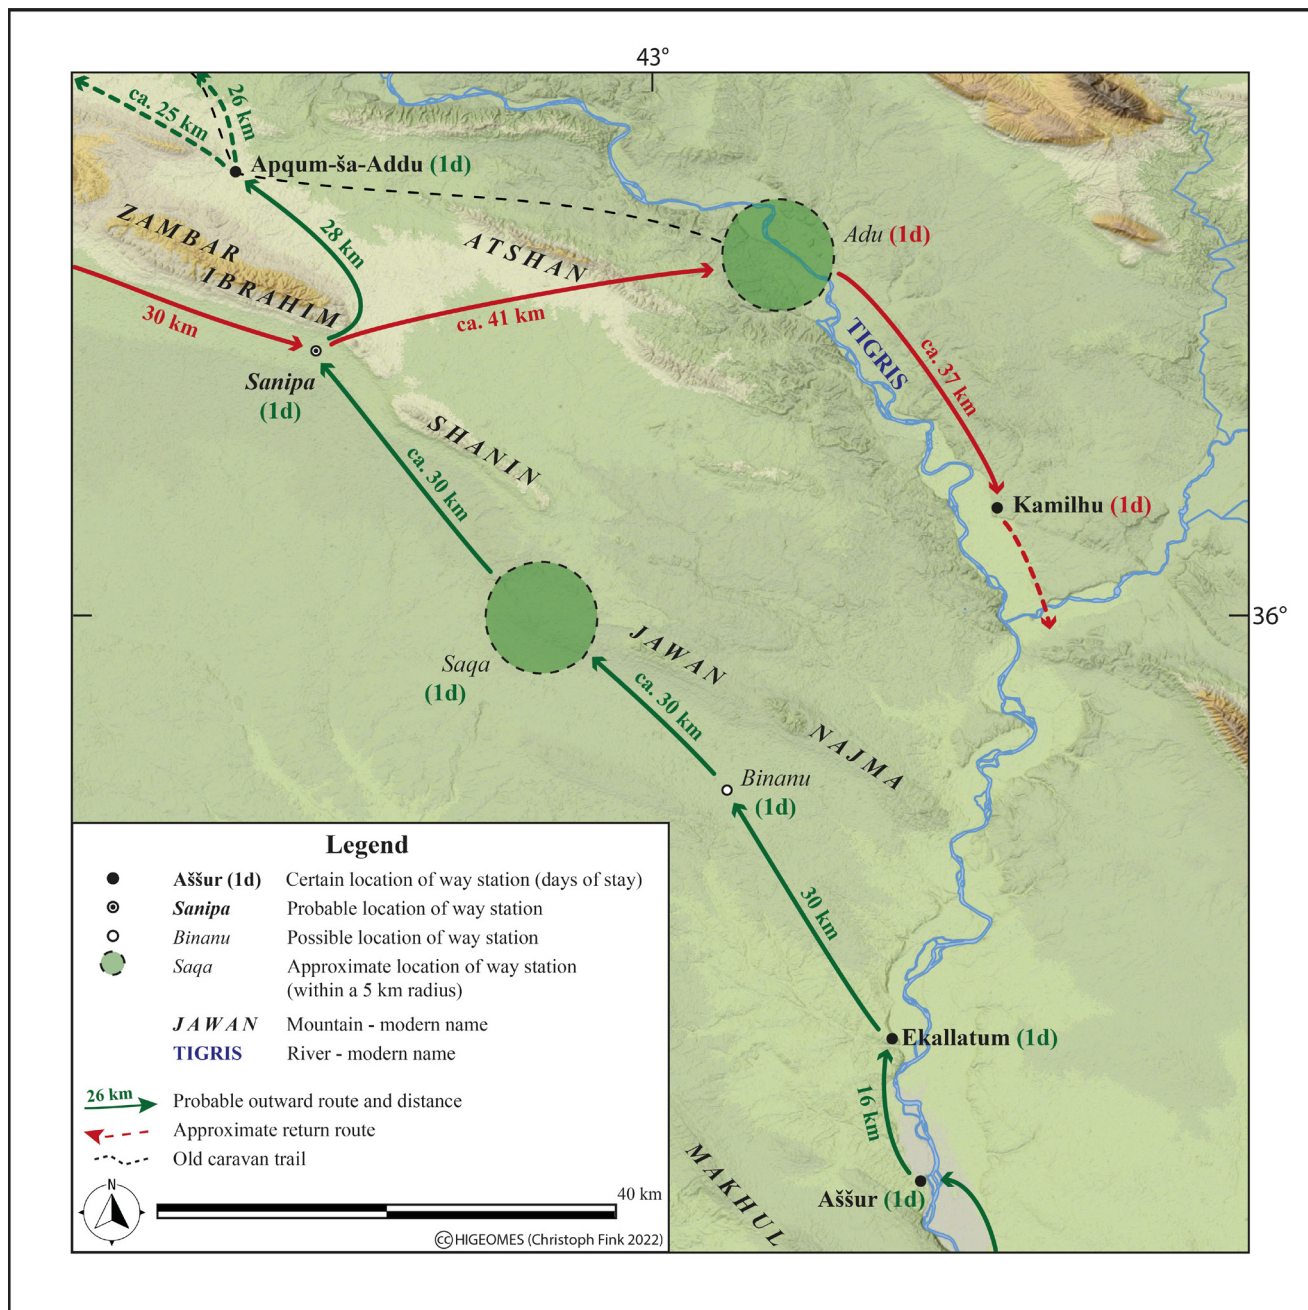 43°
26 km
ca. 25 km
Apqum-ša-Addu (1d)
ZAMBAR
IBRAHIM
28 km
ATSHAN
Adu (1d)
30 km
ca. 41 km
TIGRIS
ca. 37 km
Sanipa
(1d)
SHANIN
ca. 30 km
Kamilhu (1d)
36°
Saqa
(1d)
JAWAN
ca. 30 km
NAJMA
Binanu
(1d)
30 km
Ekallatum (1d)
16 km
MAKHUL
Aššur (1d)
Legend
Aššur (1d) Certain location of way station (days of stay)
Sanipa Probable location of way station
Binanu Possible location of way station
Saqa Approximate location of way station
(within a 5 km radius)
JAWAN Mountain - modern name
TIGRIS River - modern name
26 km Probable outward route and distance
Approximate return route
Old caravan trail
N
40 km
cc HIGEOMES (Christoph Fink 2022)